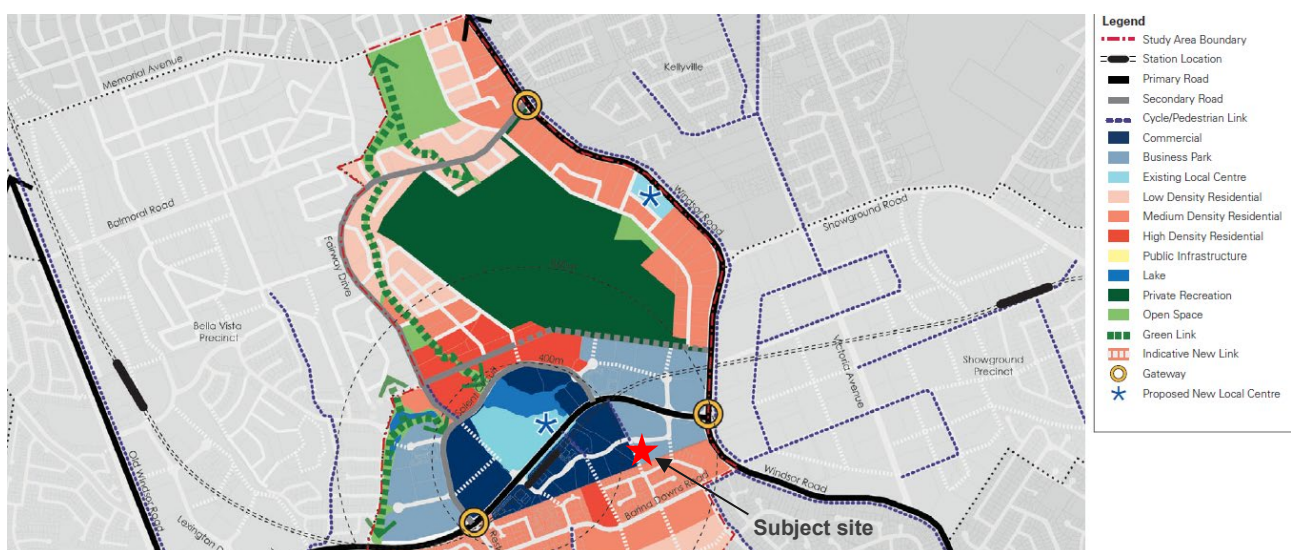 Memorial Avenue
Kellyville
Balmoral Road
Windsor Road
Showground Road
Fairway Drive
Bella Vista
Precinct
400m
Victoria Avenue
Showground
Precinct
Old Windsor Road
Barina Downs Road
Windsor Road
Subject site
Legend
Study Area Boundary
Station Location
Primary Road
Secondary Road
Cycle/Pedestrian Link
Commercial
Business Park
Existing Local Centre
Low Density Residential
Medium Density Residential
High Density Residential
Public Infrastructure
Lake
Private Recreation
Open Space
Green Link
Indicative New Link
Gateway
Proposed New Local Centre